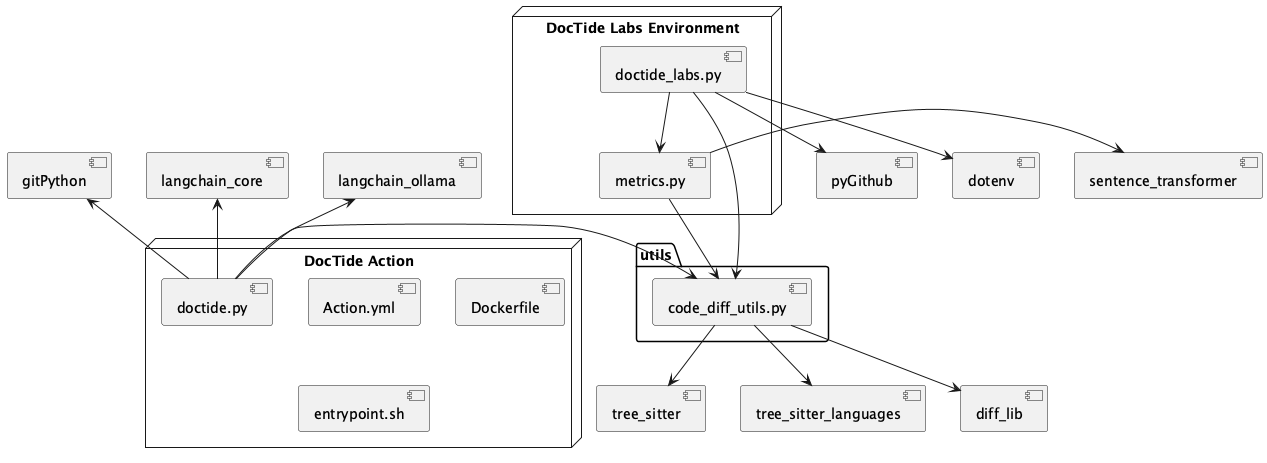 DocTide Labs Environment
doctide_labs.py
gitPython
langchain_core
langchain_ollama
metrics.py
pyGithub
dotenv
sentence_transformer
DocTide Action
utils
doctide.py
Action.yml
Dockerfile
code_diff_utils.py
entrypoint.sh
tree_sitter
tree_sitter_languages
diff_lib